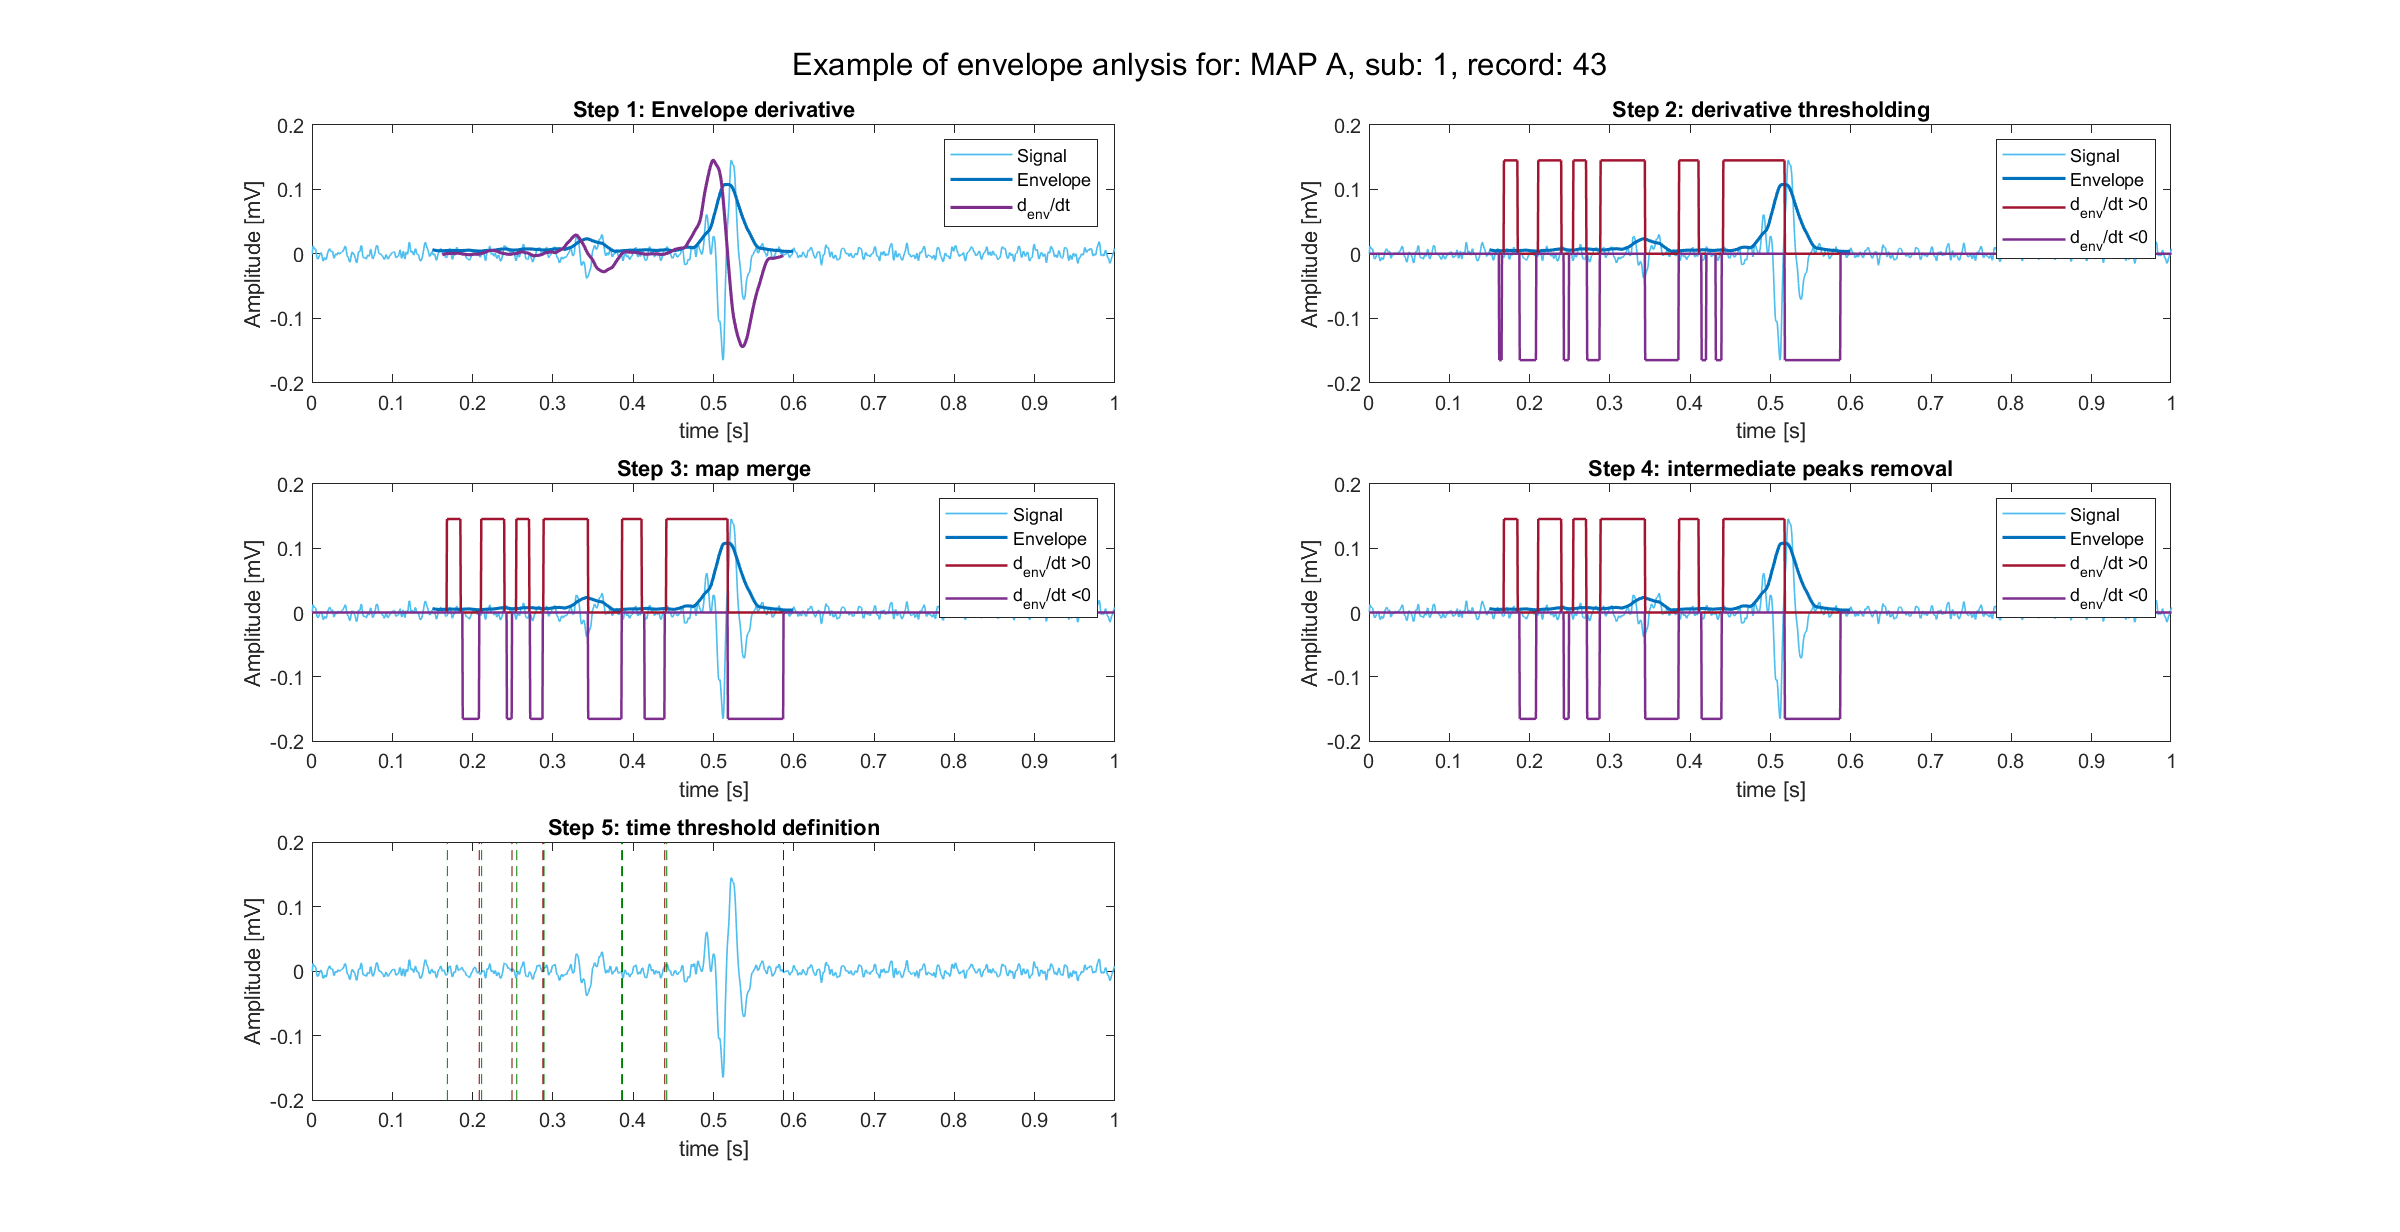 Example of envelope anlysis for: MAP A, sub: 1, record: 43
Step 1: Envelope derivative
0.2
0.1
0
-0.1
-0.2
Amplitude [mV]
Signal
Envelope
d_env/dt
0 0.1 0.2 0.3 0.4 0.5 0.6 0.7 0.8 0.9 1
time [s]
Step 2: derivative thresholding
0.2
0.1
0
-0.1
-0.2
Amplitude [mV]
Signal
Envelope
d_env/dt >0
d_env/dt <0
0 0.1 0.2 0.3 0.4 0.5 0.6 0.7 0.8 0.9 1
time [s]
Step 3: map merge
0.2
0.1
0
-0.1
-0.2
Amplitude [mV]
Signal
Envelope
d_env/dt >0
d_env/dt <0
0 0.1 0.2 0.3 0.4 0.5 0.6 0.7 0.8 0.9 1
time [s]
Step 4: intermediate peaks removal
0.2
0.1
0
-0.1
-0.2
Amplitude [mV]
Signal
Envelope
d_env/dt >0
d_env/dt <0
0 0.1 0.2 0.3 0.4 0.5 0.6 0.7 0.8 0.9 1
time [s]
Step 5: time threshold definition
0.2
0.1
0
-0.1
-0.2
Amplitude [mV]
0 0.1 0.2 0.3 0.4 0.5 0.6 0.7 0.8 0.9 1
time [s]